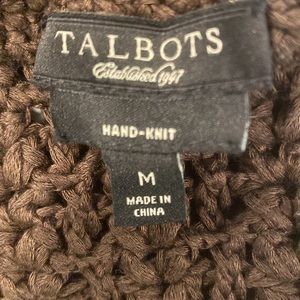 TALBOTS
Established 1947
HAND-KNIT
M
MADE IN
CHINA